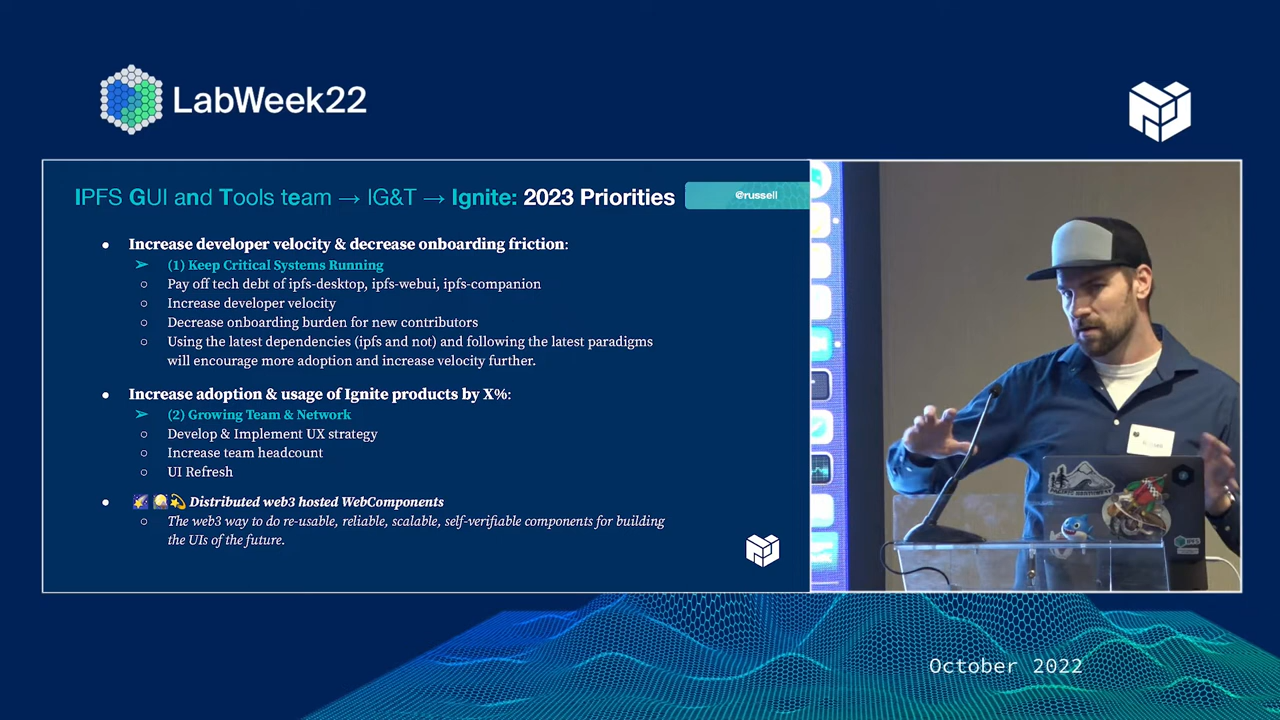 LabWeek22
IPFS GUI and Tools team → IG&T → Ignite: 2023 Priorities
@russell
● Increase developer velocity & decrease onboarding friction:
➢ (1) Keep Critical Systems Running
○ Pay off tech debt of ipfs-desktop, ipfs-webui, ipfs-companion
○ Increase developer velocity
○ Decrease onboarding burden for new contributors
○ Using the latest dependencies (ipfs and not) and following the latest paradigms
will encourage more adoption and increase velocity further.
● Increase adoption & usage of Ignite products by X%:
➢ (2) Growing Team & Network
○ Develop & Implement UX strategy
○ Increase team headcount
○ UI Refresh
● 🌠 🎑 💫 Distributed web3 hosted WebComponents
○ The web3 way to do re-usable, reliable, scalable, self-verifiable components for building
the UIs of the future.
October 2022